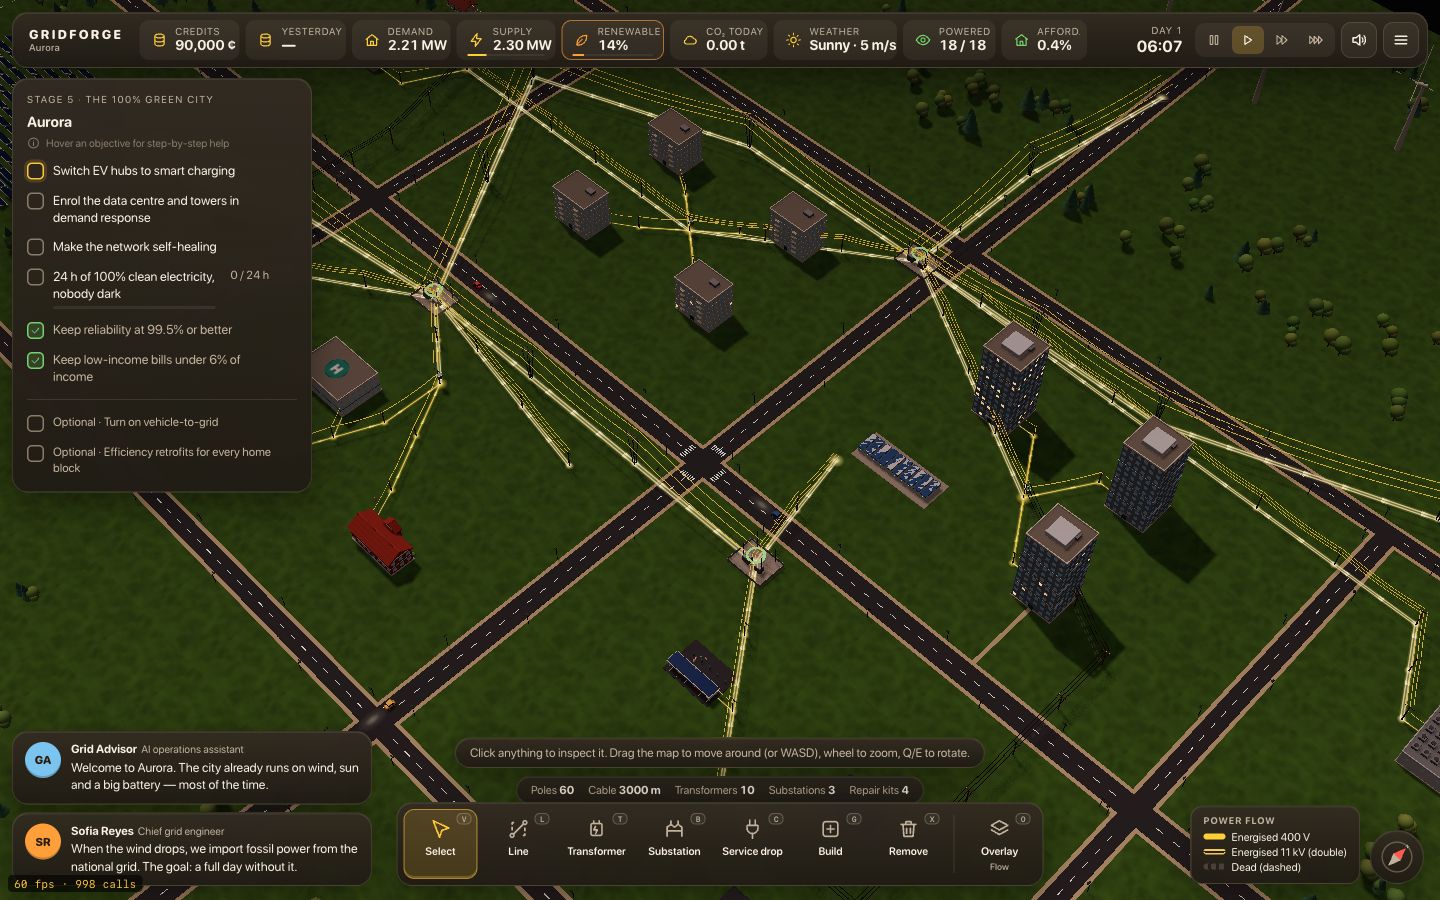 GRIDFORGE
Aurora
CREDITS
90,000 ¢
YESTERDAY
—
DEMAND
2.21 MW
SUPPLY
2.30 MW
RENEWABLE
14%
CO₂ TODAY
0.00 t
WEATHER
Sunny · 5 m/s
POWERED
18 / 18
AFFORD.
0.4%
DAY 1
06:07
STAGE 5 · THE 100% GREEN CITY
Aurora
Hover an objective for step-by-step help
Switch EV hubs to smart charging
Enrol the data centre and towers in
demand response
Make the network self-healing
24 h of 100% clean electricity,
nobody dark
0 / 24 h
Keep reliability at 99.5% or better
Keep low-income bills under 6% of
income
Optional · Turn on vehicle-to-grid
Optional · Efficiency retrofits for every home
block
H
GA
Grid Advisor AI operations assistant
Welcome to Aurora. The city already runs on wind, sun
and a big battery — most of the time.
SR
Sofia Reyes Chief grid engineer
When the wind drops, we import fossil power from the
national grid. The goal: a full day without it.
60 fps · 998 calls
Click anything to inspect it. Drag the map to move around (or WASD), wheel to zoom, Q/E to rotate.
Poles 60 Cable 3000 m Transformers 10 Substations 3 Repair kits 4
V
Select
L
Line
T
Transformer
B
Substation
C
Service drop
G
Build
X
Remove
O
Overlay
Flow
POWER FLOW
Energised 400 V
Energised 11 kV (double)
Dead (dashed)